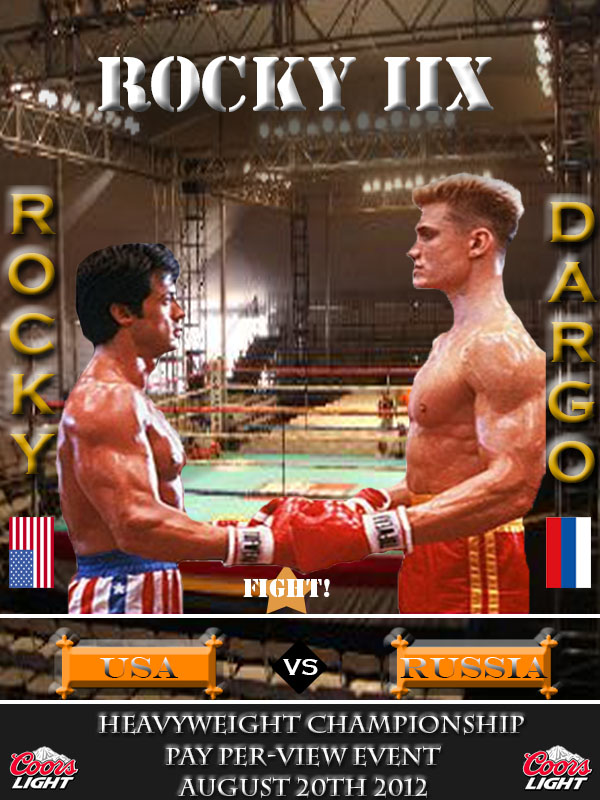 ROCKY IIX
ROCKY
DARGO
FIGHT!
USA
VS
RUSSIA
HEAVYWEIGHT CHAMPIONSHIP
PAY PER-VIEW EVENT
AUGUST 20TH 2012
Coors
LIGHT
Coors
LIGHT